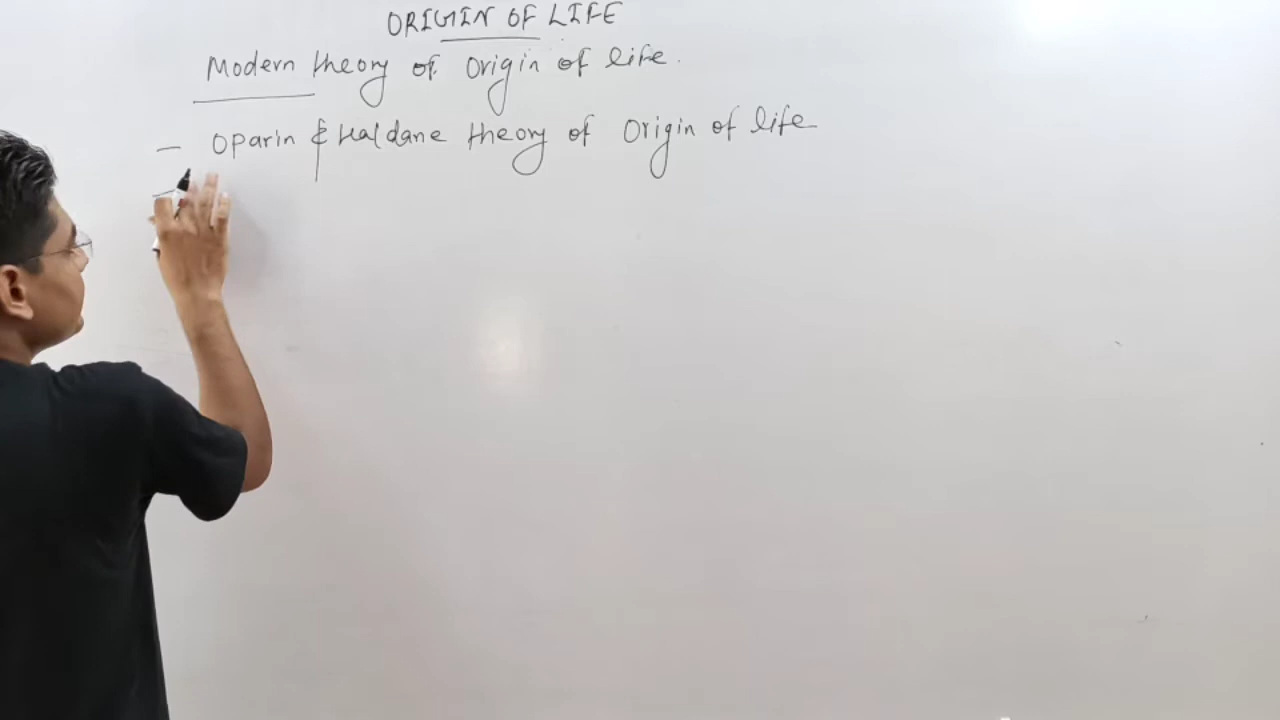 ORIGIN OF LIFE
Modern theory of Origin of life.
— Oparin & Haldane theory of Origin of life